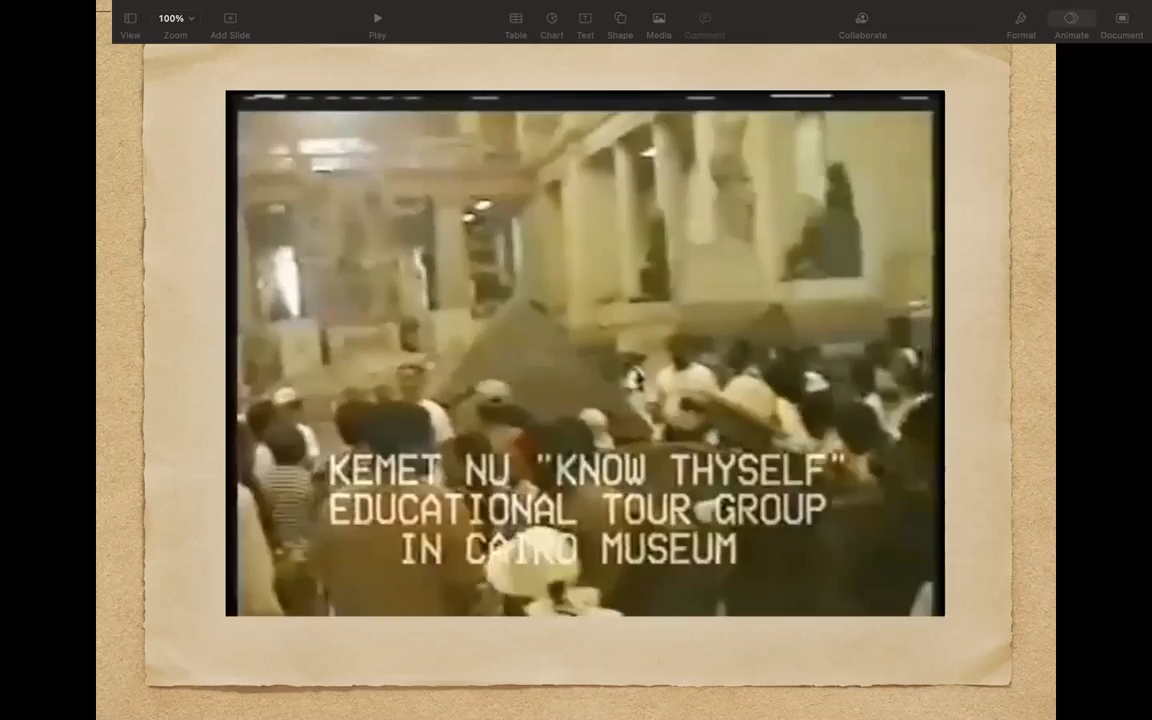 100%
View Zoom Add Slide Play Table Chart Text Shape Media Comment Collaborate Format Animate Document
KEMET NU "KNOW THYSELF"
EDUCATIONAL TOUR GROUP
IN CAIRO MUSEUM